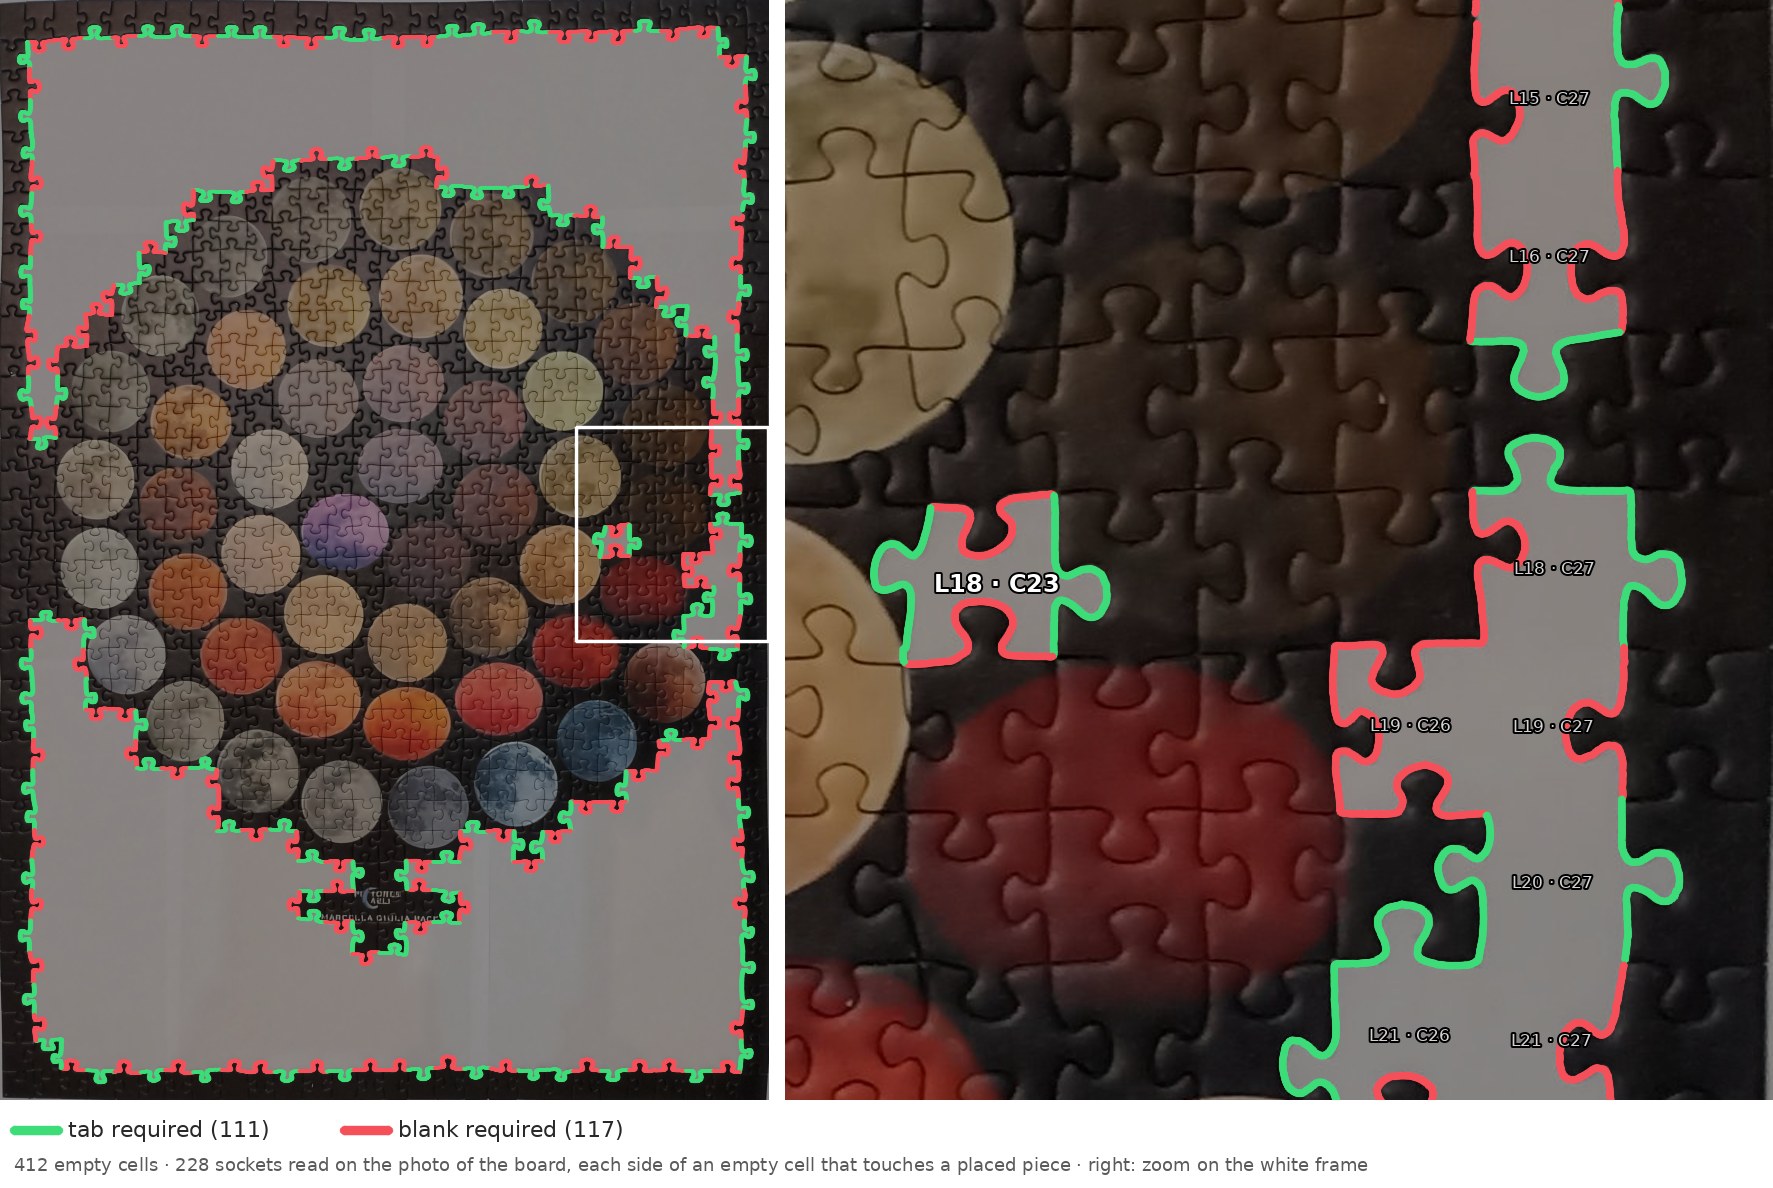 L15 · C27
L16 · C27
L18 · C27
L18 · C23
L19 · C26
L19 · C27
L20 · C27
L21 · C26
L21 · C27
tab required (111)
blank required (117)
412 empty cells · 228 sockets read on the photo of the board, each side of an empty cell that touches a placed piece · right: zoom on the white frame